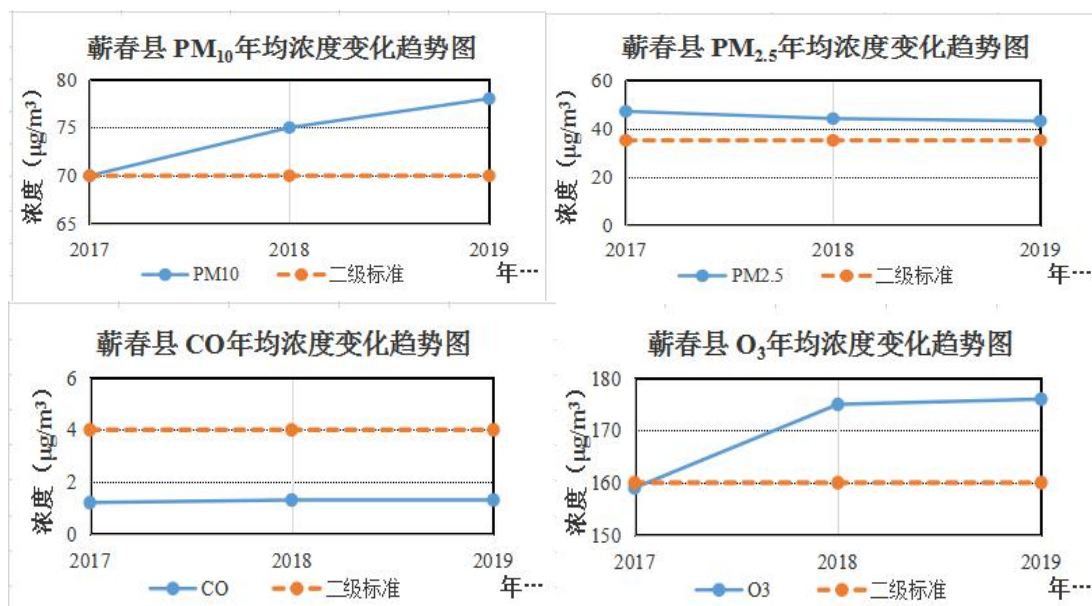 蕲春县 PM₁₀年均浓度变化趋势图
浓度（μg/m³）
80
75
70
65
2017
2018
2019
PM10
二级标准
年…
蕲春县 PM₂.₅年均浓度变化趋势图
浓度（μg/m³）
60
40
20
0
2017
2018
2019
PM2.5
二级标准
年…
蕲春县 CO年均浓度变化趋势图
浓度（μg/m³）
6
4
2
0
2017
2018
2019
CO
二级标准
年…
蕲春县 O₃年均浓度变化趋势图
浓度（μg/m³）
180
170
160
150
2017
2018
2019
O3
二级标准
年…